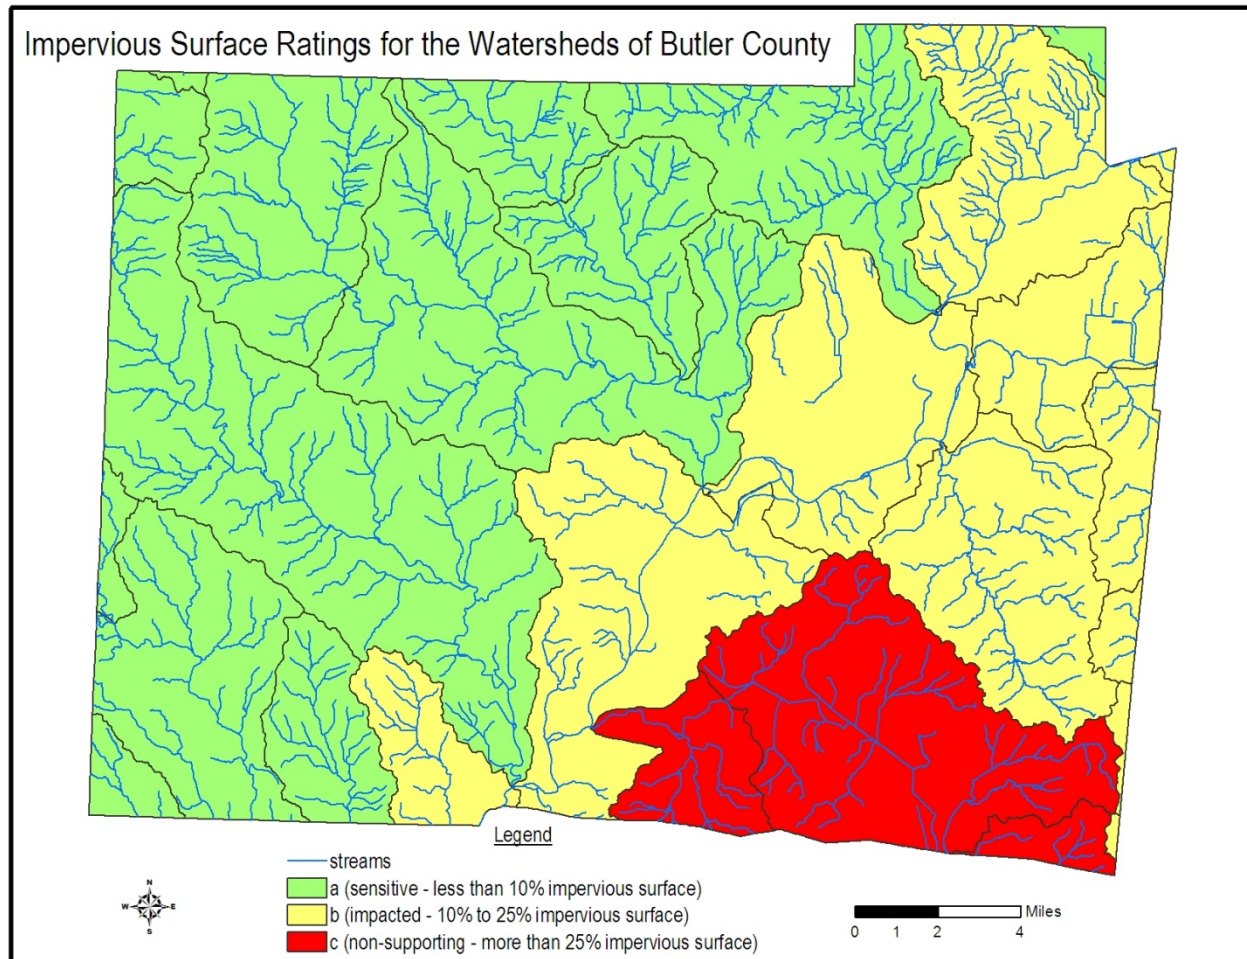 Impervious Surface Ratings for the Watersheds of Butler County
Legend
streams
a (sensitive - less than 10% impervious surface)
b (impacted - 10% to 25% impervious surface)
c (non-supporting - more than 25% impervious surface)
N
W E
S
Miles
0 1 2 4